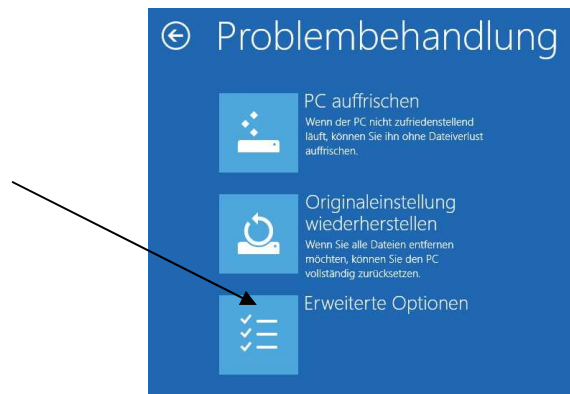 Problembehandlung
PC auffrischen
Wenn der PC nicht zufriedenstellend
läuft, können Sie ihn ohne Dateiverlust
auffrischen.
Originaleinstellung
wiederherstellen
Wenn Sie alle Dateien entfernen
möchten, können Sie den PC
vollständig zurücksetzen.
Erweiterte Optionen